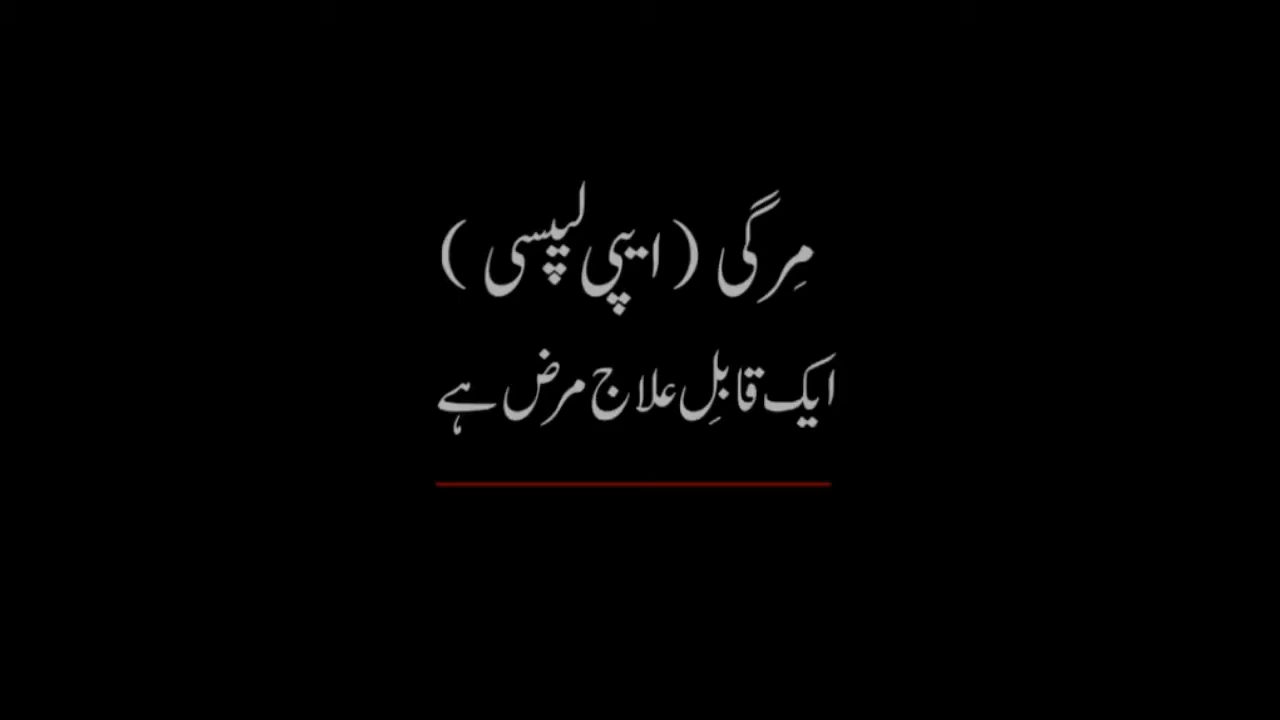 مِرگی (ایپی لیپسی)
ایک قابلِ علاج مرض ہے